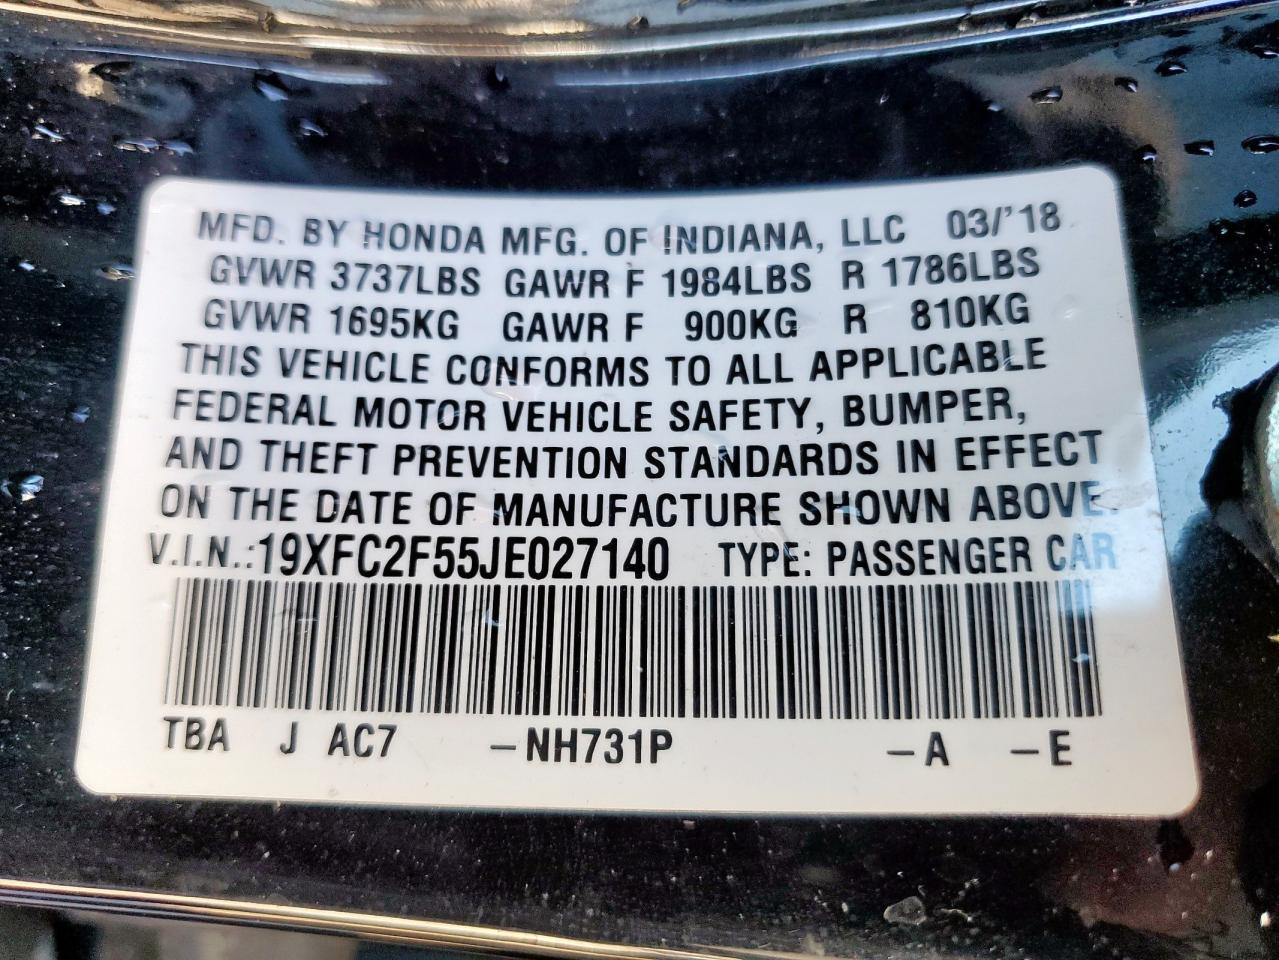 MFD. BY HONDA MFG. OF INDIANA, LLC 03/'18
GVWR 3737LBS GAWR F 1984LBS R 1786LBS
GVWR 1695KG GAWR F 900KG R 810KG
THIS VEHICLE CONFORMS TO ALL APPLICABLE
FEDERAL MOTOR VEHICLE SAFETY, BUMPER,
AND THEFT PREVENTION STANDARDS IN EFFECT
ON THE DATE OF MANUFACTURE SHOWN ABOVE.
V.I.N.:19XFC2F55JE027140 TYPE: PASSENGER CAR
TBA J AC7 –NH731P –A –E